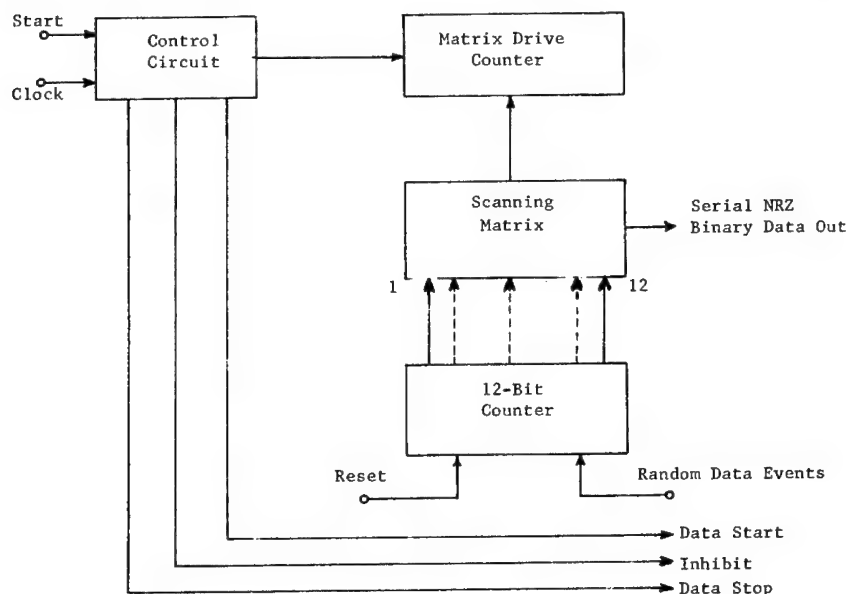 Start
Clock
Control
Circuit
Matrix Drive
Counter
Scanning
Matrix
Serial NRZ
Binary Data Out
1
12
12-Bit
Counter
Reset
Random Data Events
Data Start
Inhibit
Data Stop